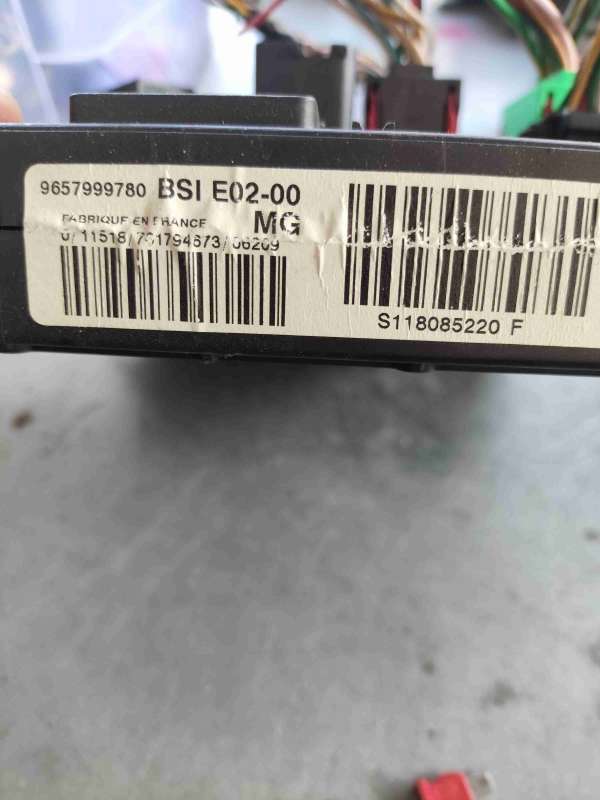 9657999780 BSI E02-00
FABRIQUE EN FRANCE MG
S118085220 F